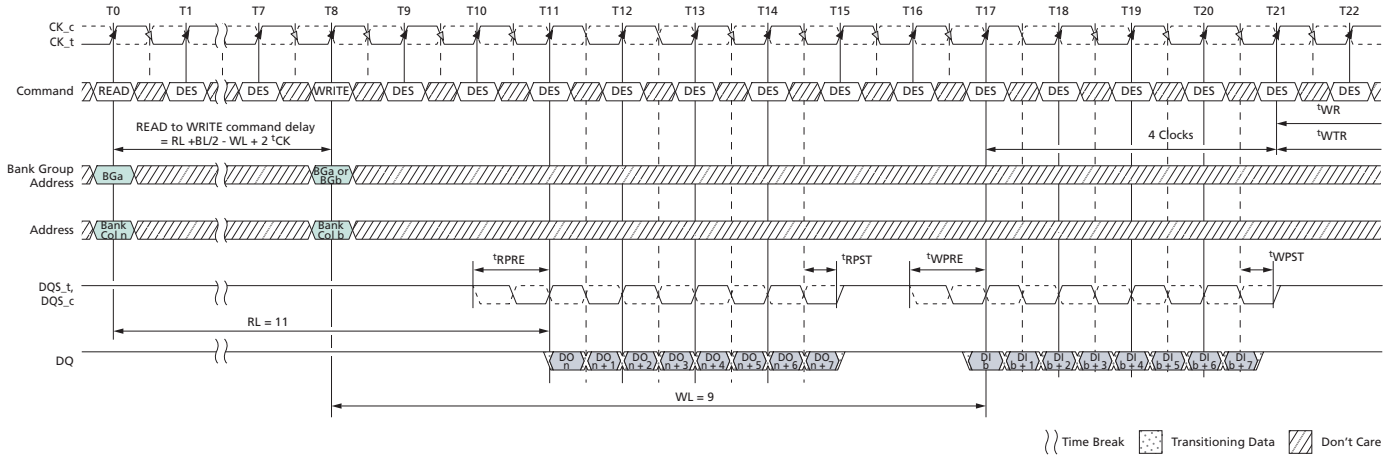 T0 T1 T7 T8 T9 T10 T11 T12 T13 T14 T15 T16 T17 T18 T19 T20 T21 T22
CK_c
CK_t
Command READ DES DES WRITE DES DES DES DES DES DES DES DES DES DES DES DES DES DES
READ to WRITE command delay
= RL +BL/2 - WL + 2 tCK
tWR
4 Clocks
tWTR
Bank Group
Address
BGa
BGa or
BGb
Address
Bank
Col n
Bank
Col b
tRPRE tRPST tWPRE tWPST
DQS_t,
DQS_c
RL = 11
DQ
DO
n
DO
n + 1
DO
n + 2
DO
n + 3
DO
n + 4
DO
n + 5
DO
n + 6
DO
n + 7
DI
b
DI
b + 1
DI
b + 2
DI
b + 3
DI
b + 4
DI
b + 5
DI
b + 6
DI
b + 7
WL = 9
Time Break Transitioning Data Don't Care